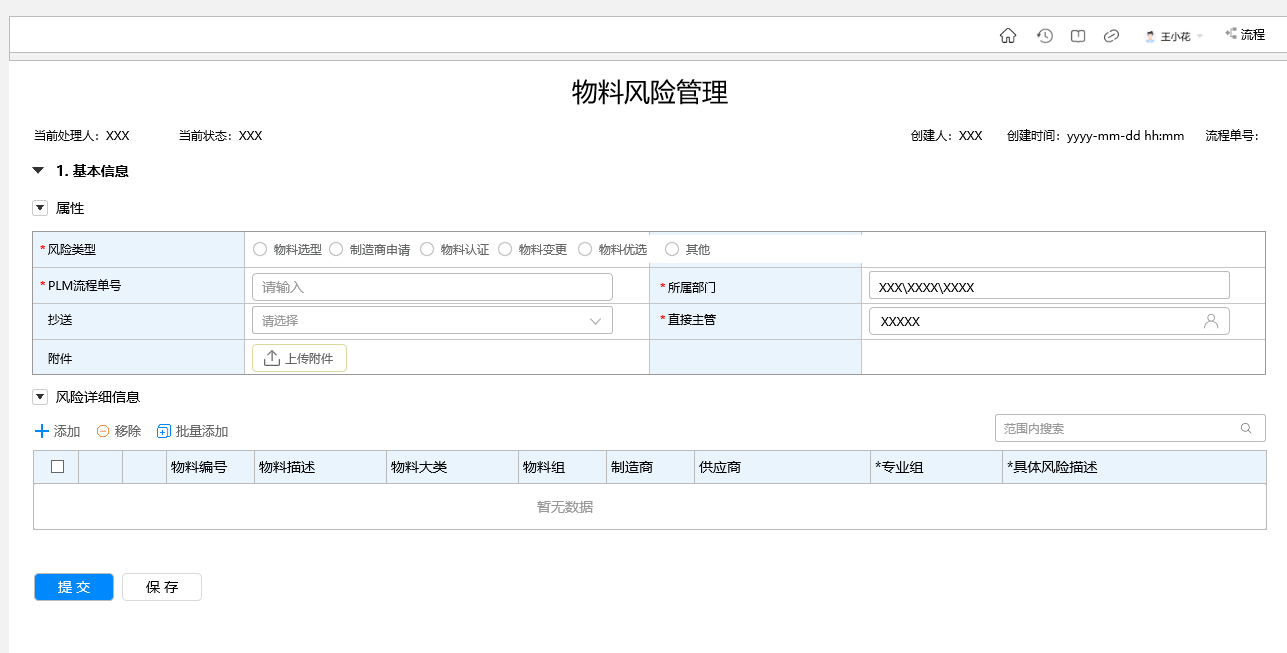 王小花 流程
物料风险管理
当前处理人：XXX 当前状态：XXX 创建人：XXX 创建时间：yyyy-mm-dd hh:mm 流程单号：
1. 基本信息
属性
*风险类型 物料选型 制造商申请 物料认证 物料变更 物料优选 其他
*PLM流程单号 请输入 *所属部门 XXX\XXXX\XXXX
抄送 请选择 *直接主管 XXXXX
附件 上传附件
风险详细信息
添加 移除 批量添加 范围内搜索
物料编号 物料描述 物料大类 物料组 制造商 供应商 *专业组 *具体风险描述
暂无数据
提 交 保 存